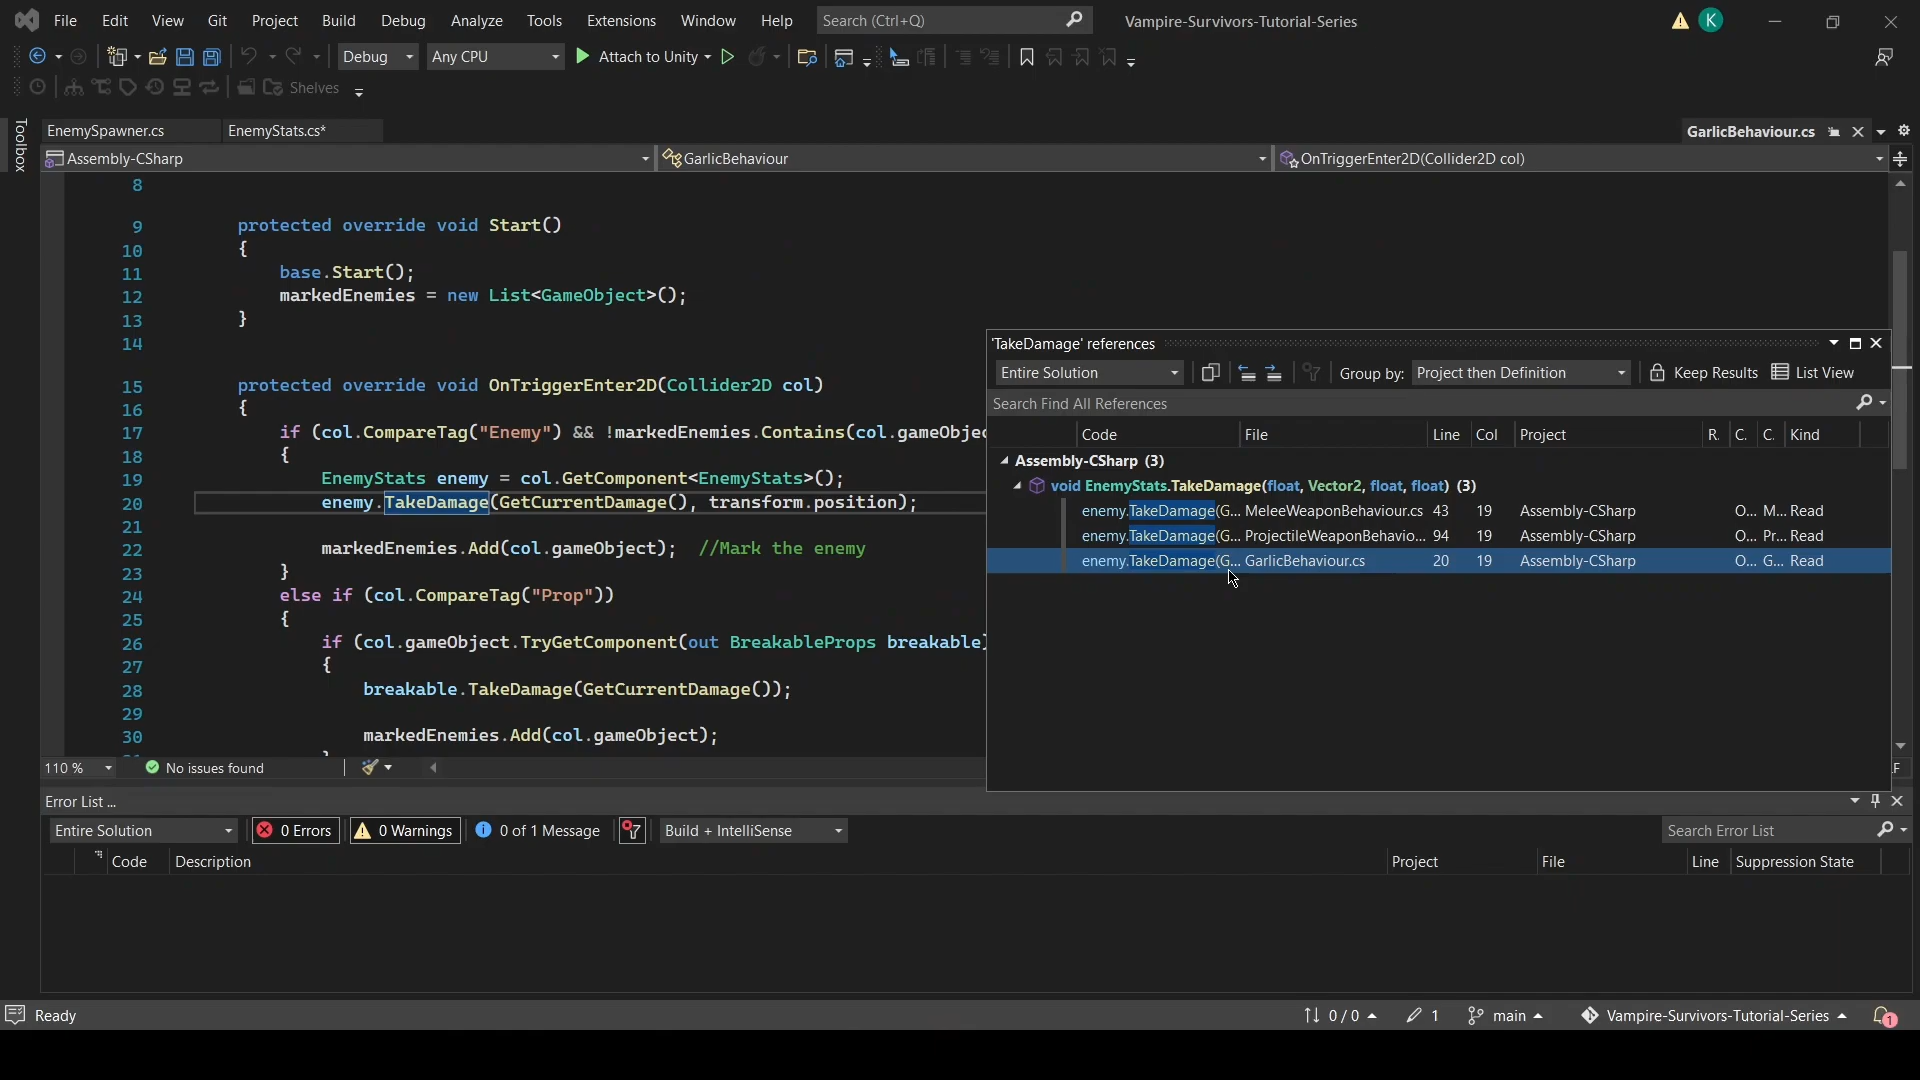 File Edit View Git Project Build Debug Analyze Tools Extensions Window Help Search (Ctrl+Q) Vampire-Survivors-Tutorial-Series K
Debug Any CPU Attach to Unity
Shelves
Toolbox
EnemySpawner.cs EnemyStats.cs* GarlicBehaviour.cs
Assembly-CSharp GarlicBehaviour OnTriggerEnter2D(Collider2D col)
8
9 protected override void Start()
10 {
11 base.Start();
12 markedEnemies = new List<GameObject>();
13 }
14
15 protected override void OnTriggerEnter2D(Collider2D col)
16 {
17 if (col.CompareTag("Enemy") && !markedEnemies.Contains(col.gameObjec
18 {
19 EnemyStats enemy = col.GetComponent<EnemyStats>();
20 enemy.TakeDamage(GetCurrentDamage(), transform.position);
21
22 markedEnemies.Add(col.gameObject); //Mark the enemy
23 }
24 else if (col.CompareTag("Prop"))
25 {
26 if (col.gameObject.TryGetComponent(out BreakableProps breakable)
27 {
28 breakable.TakeDamage(GetCurrentDamage());
29
30 markedEnemies.Add(col.gameObject);
'TakeDamage' references
Entire Solution Group by: Project then Definition Keep Results List View
Search Find All References
Code File Line Col Project R. C. C. Kind
Assembly-CSharp (3)
void EnemyStats.TakeDamage(float, Vector2, float, float) (3)
enemy.TakeDamage(G... MeleeWeaponBehaviour.cs 43 19 Assembly-CSharp O... M... Read
enemy.TakeDamage(G... ProjectileWeaponBehavio... 94 19 Assembly-CSharp O... Pr... Read
enemy.TakeDamage(G... GarlicBehaviour.cs 20 19 Assembly-CSharp O... G... Read
110 % No issues found
Error List ...
Entire Solution 0 Errors 0 Warnings 0 of 1 Message Build + IntelliSense Search Error List
Code Description Project File Line Suppression State
Ready 0 / 0 1 main Vampire-Survivors-Tutorial-Series 1